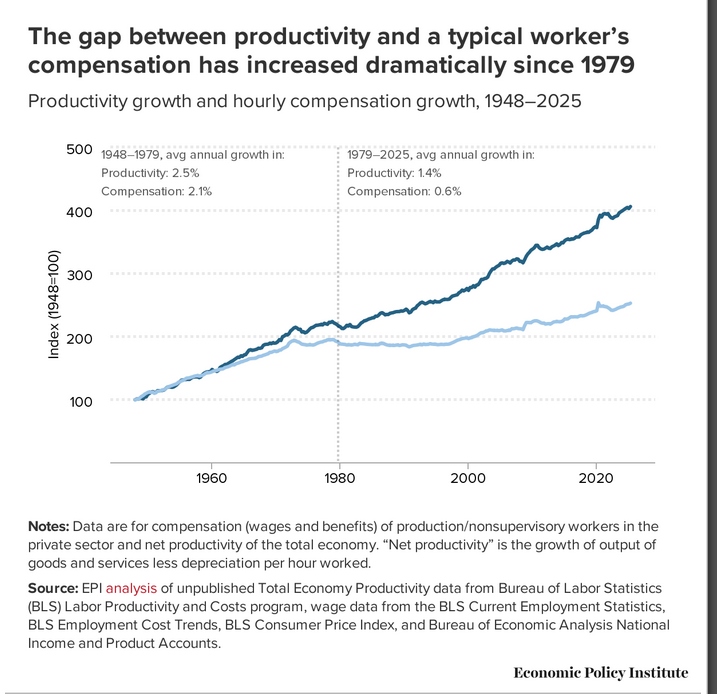 The gap between productivity and a typical worker’s
compensation has increased dramatically since 1979
Productivity growth and hourly compensation growth, 1948–2025
500
1948–1979, avg annual growth in:
Productivity: 2.5%
Compensation: 2.1%
1979–2025, avg annual growth in:
Productivity: 1.4%
Compensation: 0.6%
400
300
200
100
Index (1948=100)
1960
1980
2000
2020
Notes: Data are for compensation (wages and benefits) of production/nonsupervisory workers in the
private sector and net productivity of the total economy. “Net productivity” is the growth of output of
goods and services less depreciation per hour worked.
Source: EPI analysis of unpublished Total Economy Productivity data from Bureau of Labor Statistics
(BLS) Labor Productivity and Costs program, wage data from the BLS Current Employment Statistics,
BLS Employment Cost Trends, BLS Consumer Price Index, and Bureau of Economic Analysis National
Income and Product Accounts.
Economic Policy Institute